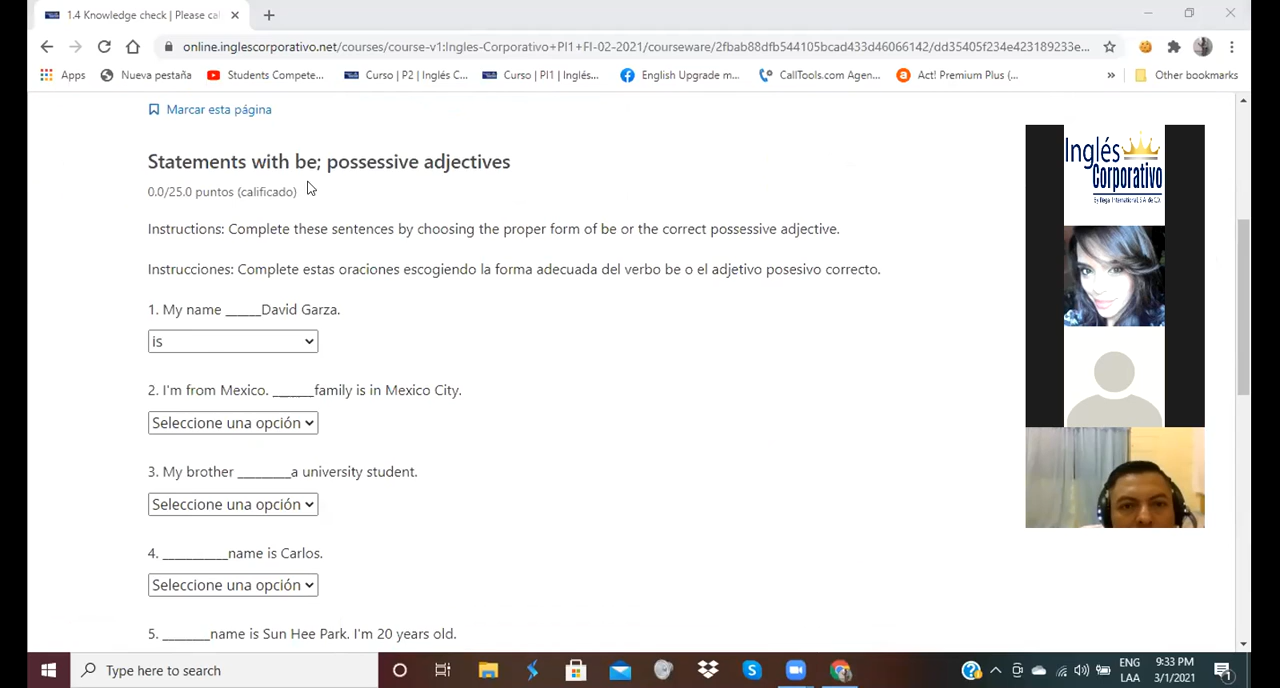 1.4 Knowledge check | Please cal
online.inglescorporativo.net/courses/course-v1:Ingles-Corporativo+PI1+FI-02-2021/courseware/2fbab88dfb544105bcad433d46066142/dd35405f234e423189233e...
Apps Nueva pestaña Students Compete... Curso | P2 | Inglés C... Curso | PI1 | Inglés... English Upgrade m... CallTools.com Agen... Act! Premium Plus (... » Other bookmarks
Marcar esta página
Statements with be; possessive adjectives
0.0/25.0 puntos (calificado)
Instructions: Complete these sentences by choosing the proper form of be or the correct possessive adjective.
Instrucciones: Complete estas oraciones escogiendo la forma adecuada del verbo be o el adjetivo posesivo correcto.
1. My name ______David Garza.
is
2. I'm from Mexico. _______family is in Mexico City.
Seleccione una opción
3. My brother _________a university student.
Seleccione una opción
4. ___________name is Carlos.
Seleccione una opción
5. ________name is Sun Hee Park. I'm 20 years old.
Inglés
Corporativo
Type here to search
ENG
LAA
9:33 PM
3/1/2021
1